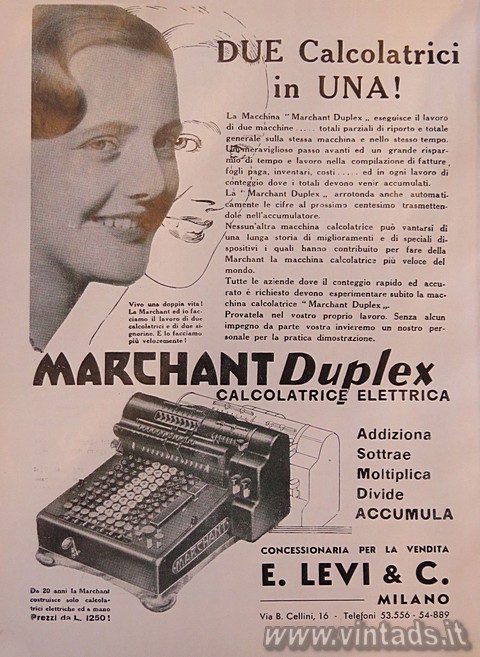 DUE Calcolatrici
in UNA!
La Macchina "Marchant Duplex „ eseguisce il lavoro
di due macchine ..... totali parziali di riporto e totale
generale sulla stessa macchina e nello stesso tempo.
Un meraviglioso passo avanti ed un grande rispar-
mio di tempo e lavoro nella compilazione di fatture,
fogli paga, inventari, costi ..... ed in ogni lavoro di
conteggio dove i totali devono venir accumulati.
La "Marchant Duplex „ arrotonda anche automati-
camente le cifre al prossimo centesimo trasmetten-
dole nell'accumulatore.
Nessun'altra macchina calcolatrice può vantarsi di
una lunga storia di miglioramenti e di speciali di-
spositivi i quali hanno contribuito per fare della
Marchant la macchina calcolatrice più veloce del
mondo.
Tutte le aziende dove il conteggio rapido ed accu-
rato è richiesto devono esperimentare subito la mac-
china calcolatrice "Marchant Duplex „.
Provatela nel vostro proprio lavoro. Senza alcun
impegno da parte vostra invieremo un nostro per-
sonale per la pratica dimostrazione.
Vivo una doppia vita!
La Marchant ed io fac-
ciamo il lavoro di due
calcolatrici e di due si-
gnorine. E lo facciamo
più velocemente!
MARCHANT Duplex
CALCOLATRICE ELETTRICA
Addiziona
Sottrae
Moltiplica
Divide
ACCUMULA
MARCHANT
CONCESSIONARIA PER LA VENDITA
E. LEVI & C.
MILANO
Via B. Cellini, 16 - Telefoni 53.556 - 54-889
Da 20 anni la Marchant
costruisce solo calcola-
trici elettriche ed a mano
Prezzi da L. 1250!
www.vintads.it